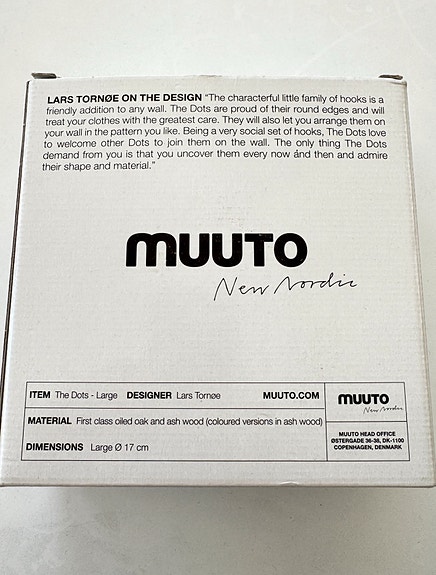 LARS TORNØE ON THE DESIGN “The characterful little family of hooks is a
friendly addition to any wall. The Dots are proud of their round edges and will
treat your clothes with the greatest care. They will also let you arrange them on
your wall in the pattern you like. Being a very social set of hooks, The Dots love
to welcome other Dots to join them on the wall. The only thing The Dots
demand from you is that you uncover them every now and then and admire
their shape and material.”
muuto
New Nordic
ITEM The Dots - Large DESIGNER Lars Tornøe MUUTO.COM
MATERIAL First class oiled oak and ash wood (coloured versions in ash wood)
DIMENSIONS Large Ø 17 cm
muuto
New Nordic
MUUTO HEAD OFFICE
ØSTERGADE 36-38, DK-1100
COPENHAGEN, DENMARK